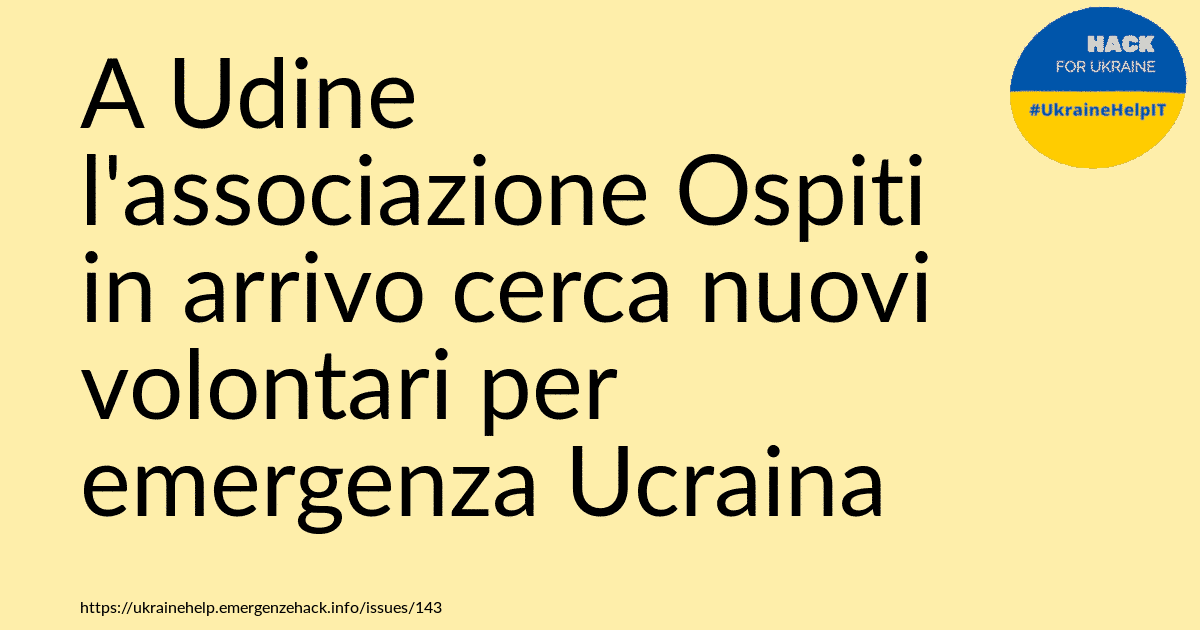 HACK
FOR UKRAINE
#UkraineHelpIT
A Udine
l'associazione Ospiti
in arrivo cerca nuovi
volontari per
emergenza Ucraina
https://ukrainehelp.emergenzehack.info/issues/143